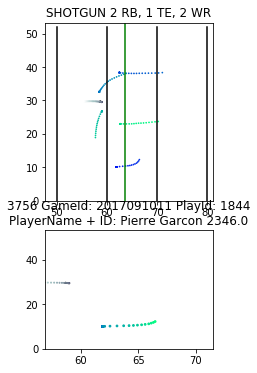 SHOTGUN 2 RB, 1 TE, 2 WR
50
40
30
20
10
0
50 60 70 80
3756 GameId: 2017091011 PlayId: 1844
PlayerName + ID: Pierre Garcon 2346.0
40
20
0
60 65 70